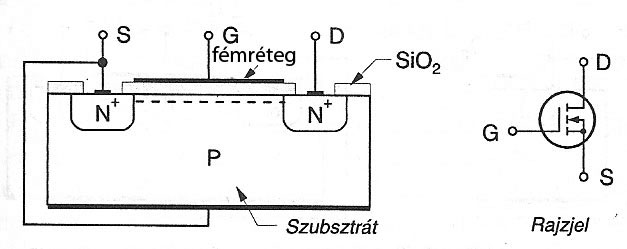 S
G
D
fémréteg
SiO₂
N⁺
N⁺
P
Szubsztrát
D
G
S
Rajzjel